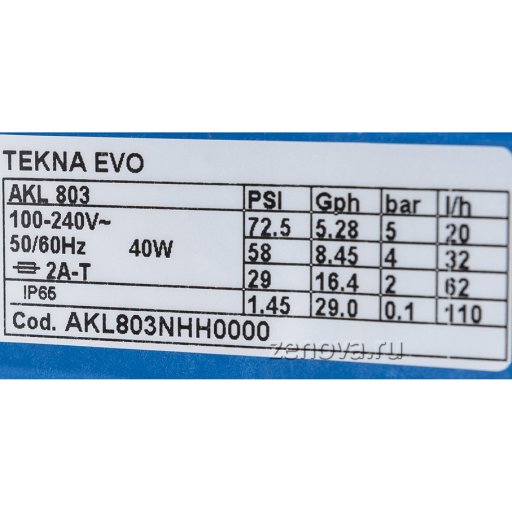 TEKNA EVO
AKL 803 PSI Gph bar l/h
100-240V~ 72.5 5.28 5 20
50/60Hz 40W 58 8.45 4 32
2A-T 29 16.4 2 62
IP65 1.45 29.0 0.1 110
Cod. AKL803NHH0000
zenova.ru